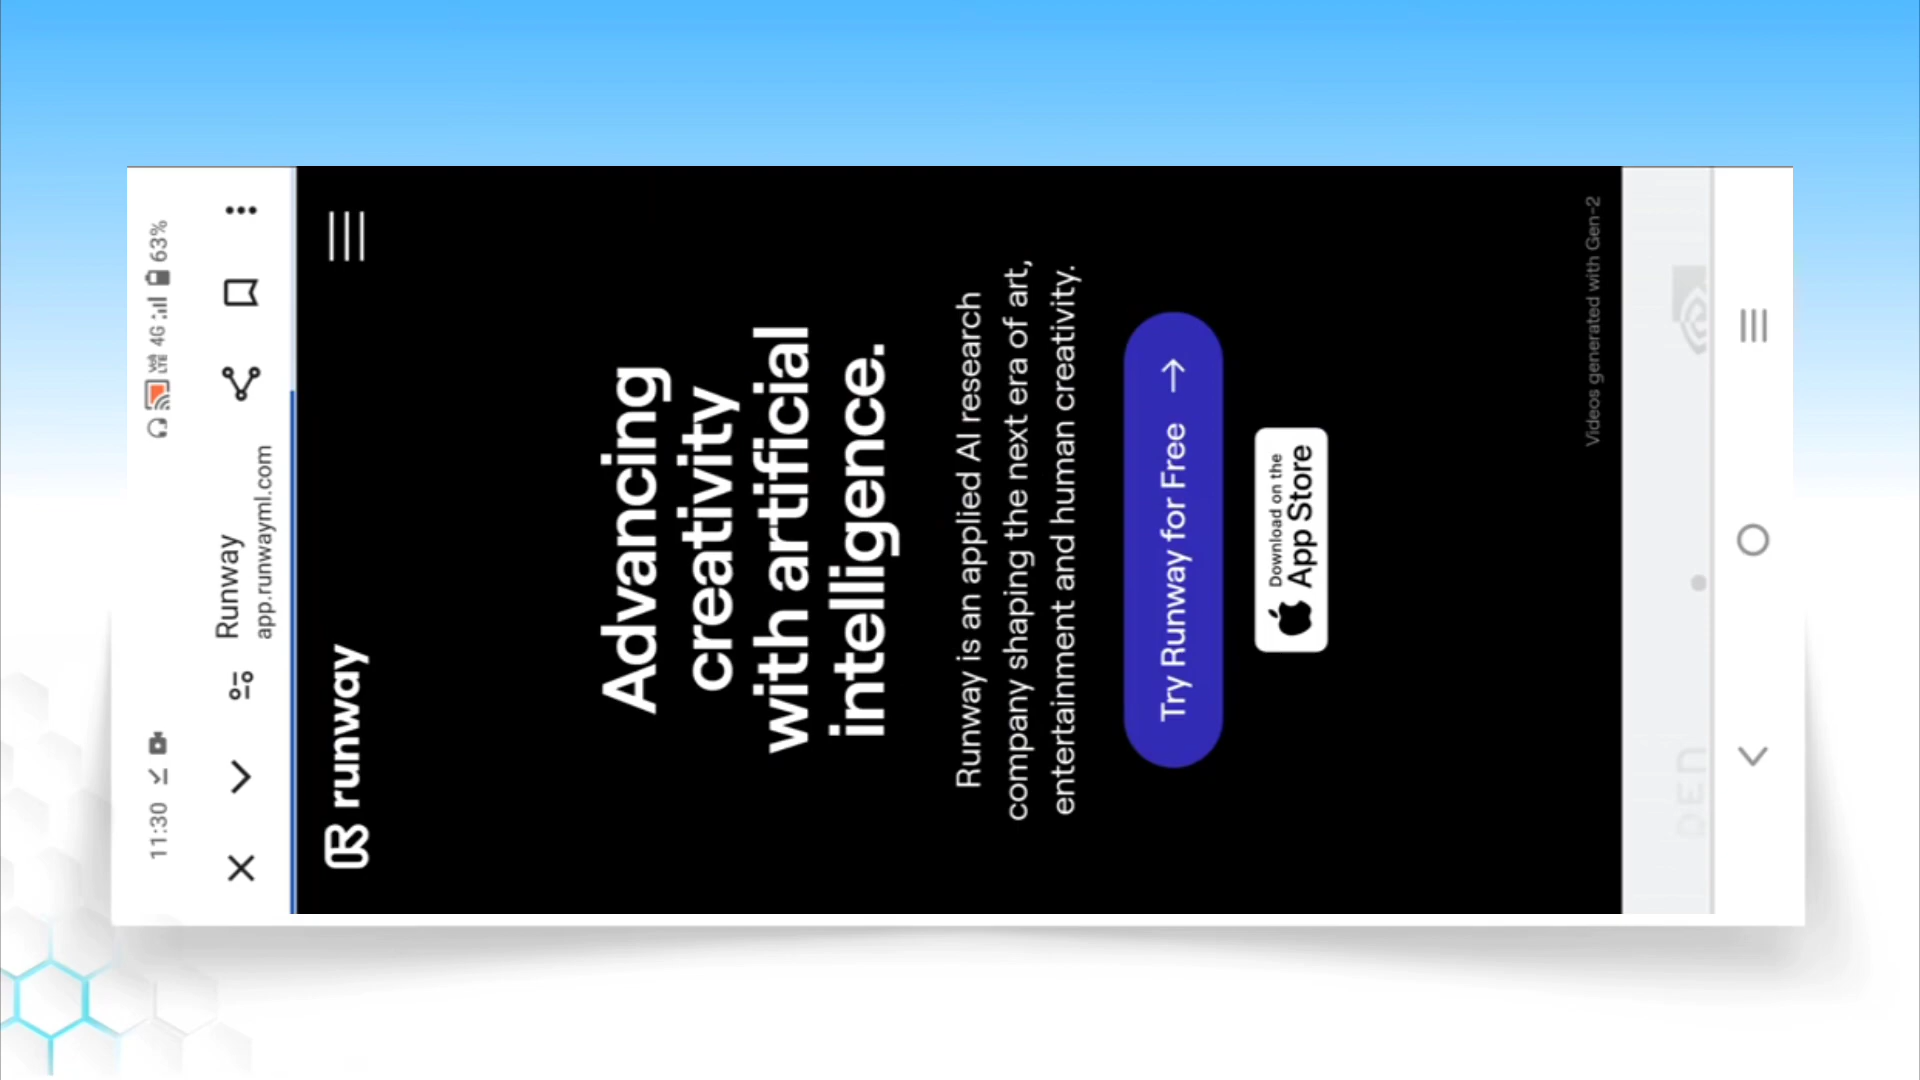 11:30
VoLTE 4G 63%
Runway
app.runwayml.com
runway
Advancing
creativity
with artificial
intelligence.
Runway is an applied AI research
company shaping the next era of art,
entertainment and human creativity.
Try Runway for Free →
Download on the
App Store
Videos generated with Gen-2